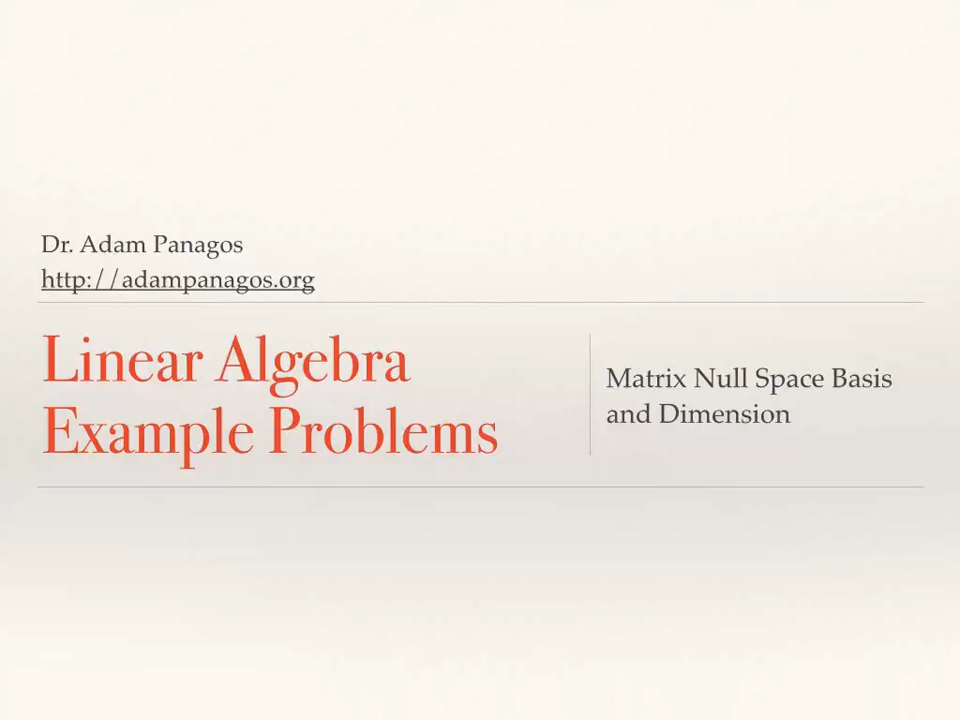 Dr. Adam Panagos
http://adampanagos.org
Linear Algebra
Example Problems
Matrix Null Space Basis
and Dimension